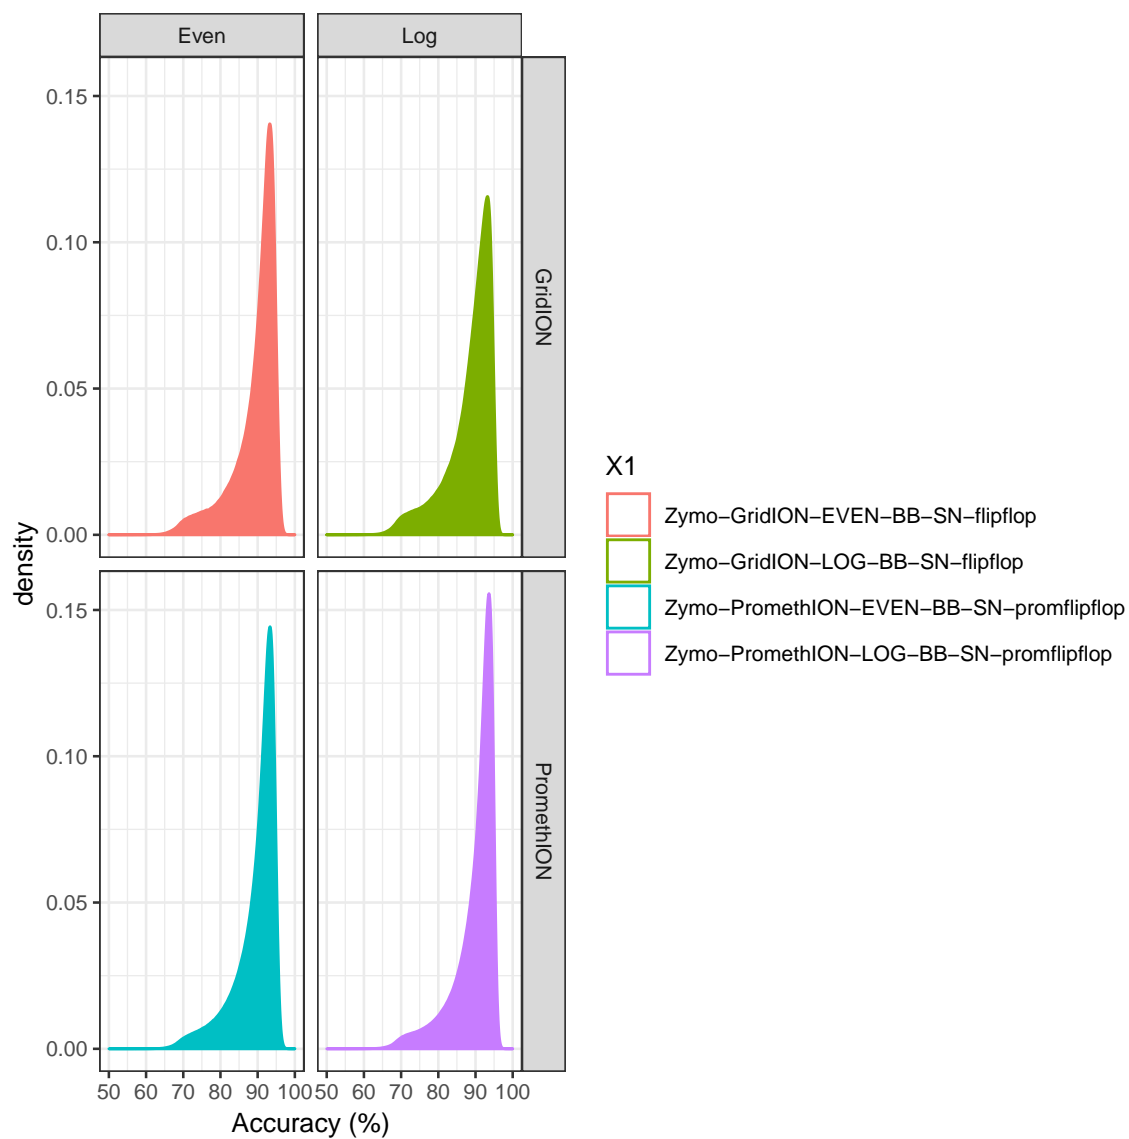 Even
Log
0.15
0.10
0.05
0.00
GridION
density
0.15
0.10
0.05
0.00
PromethION
50 60 70 80 90 100
50 60 70 80 90 100
Accuracy (%)
X1
Zymo−GridION−EVEN−BB−SN−flipflop
Zymo−GridION−LOG−BB−SN−flipflop
Zymo−PromethION−EVEN−BB−SN−promflipflop
Zymo−PromethION−LOG−BB−SN−promflipflop